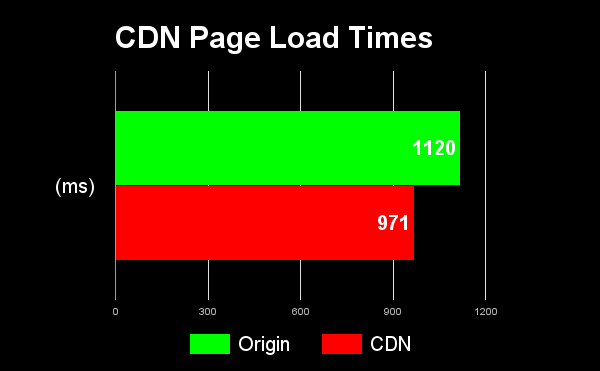 CDN Page Load Times
1120
(ms)
971
0 300 600 900 1200
Origin CDN